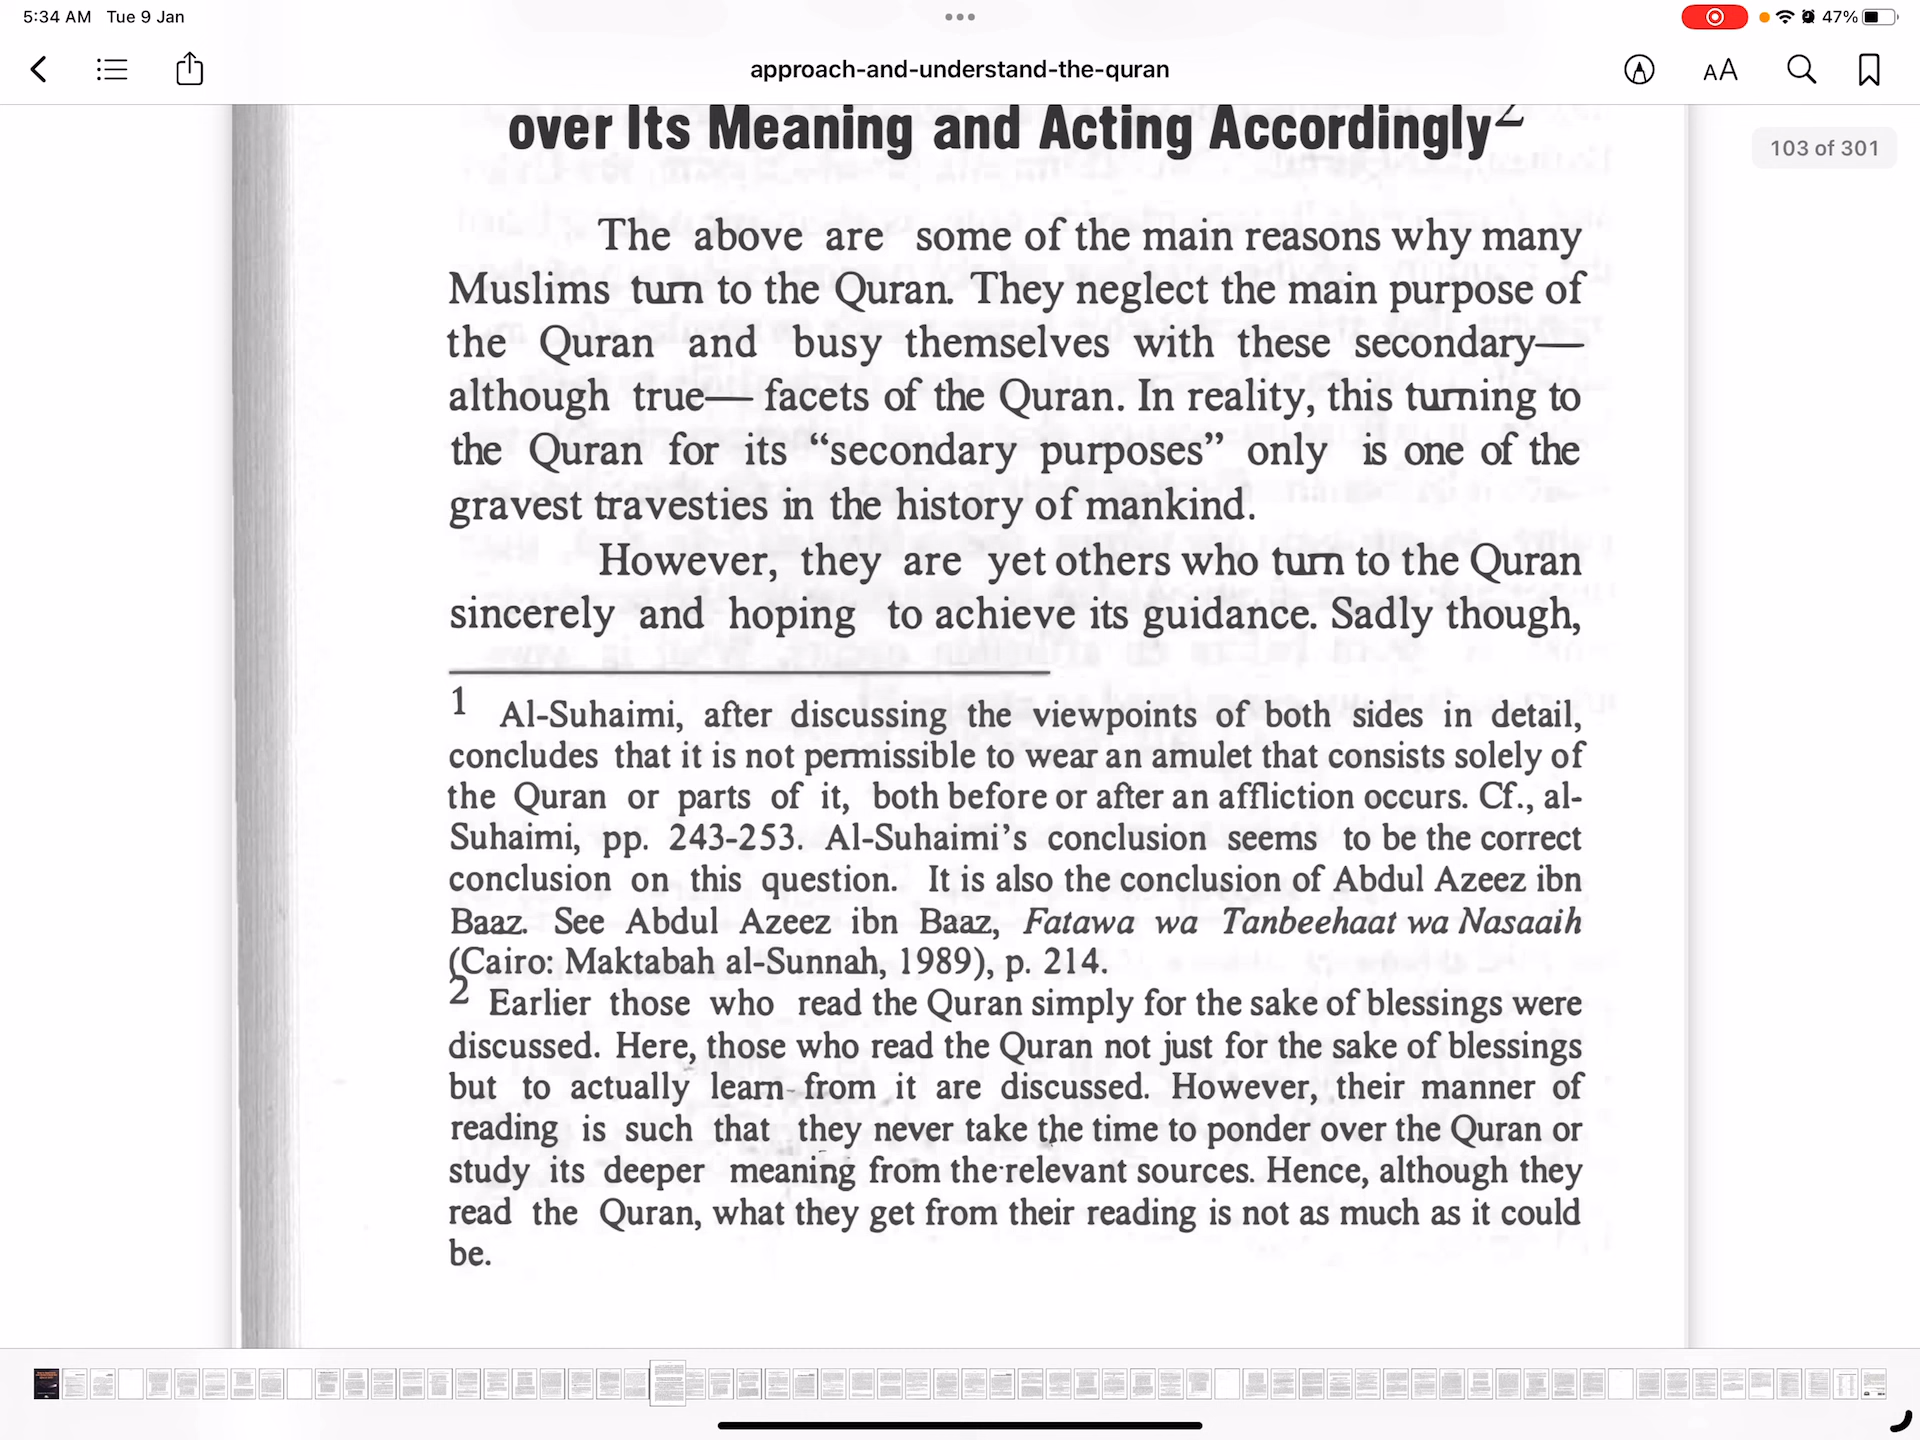 5:34 AM Tue 9 Jan
47%
approach-and-understand-the-quran
AA
103 of 301
over Its Meaning and Acting Accordingly2
The above are some of the main reasons why many
Muslims turn to the Quran. They neglect the main purpose of
the Quran and busy themselves with these secondary—
although true— facets of the Quran. In reality, this turning to
the Quran for its “secondary purposes” only is one of the
gravest travesties in the history of mankind.
However, they are yet others who turn to the Quran
sincerely and hoping to achieve its guidance. Sadly though,
1 Al-Suhaimi, after discussing the viewpoints of both sides in detail,
concludes that it is not permissible to wear an amulet that consists solely of
the Quran or parts of it, both before or after an affliction occurs. Cf., al-
Suhaimi, pp. 243-253. Al-Suhaimi’s conclusion seems to be the correct
conclusion on this question. It is also the conclusion of Abdul Azeez ibn
Baaz. See Abdul Azeez ibn Baaz, Fatawa wa Tanbeehaat wa Nasaaih
(Cairo: Maktabah al-Sunnah, 1989), p. 214.
2 Earlier those who read the Quran simply for the sake of blessings were
discussed. Here, those who read the Quran not just for the sake of blessings
but to actually learn from it are discussed. However, their manner of
reading is such that they never take the time to ponder over the Quran or
study its deeper meaning from the relevant sources. Hence, although they
read the Quran, what they get from their reading is not as much as it could
be.